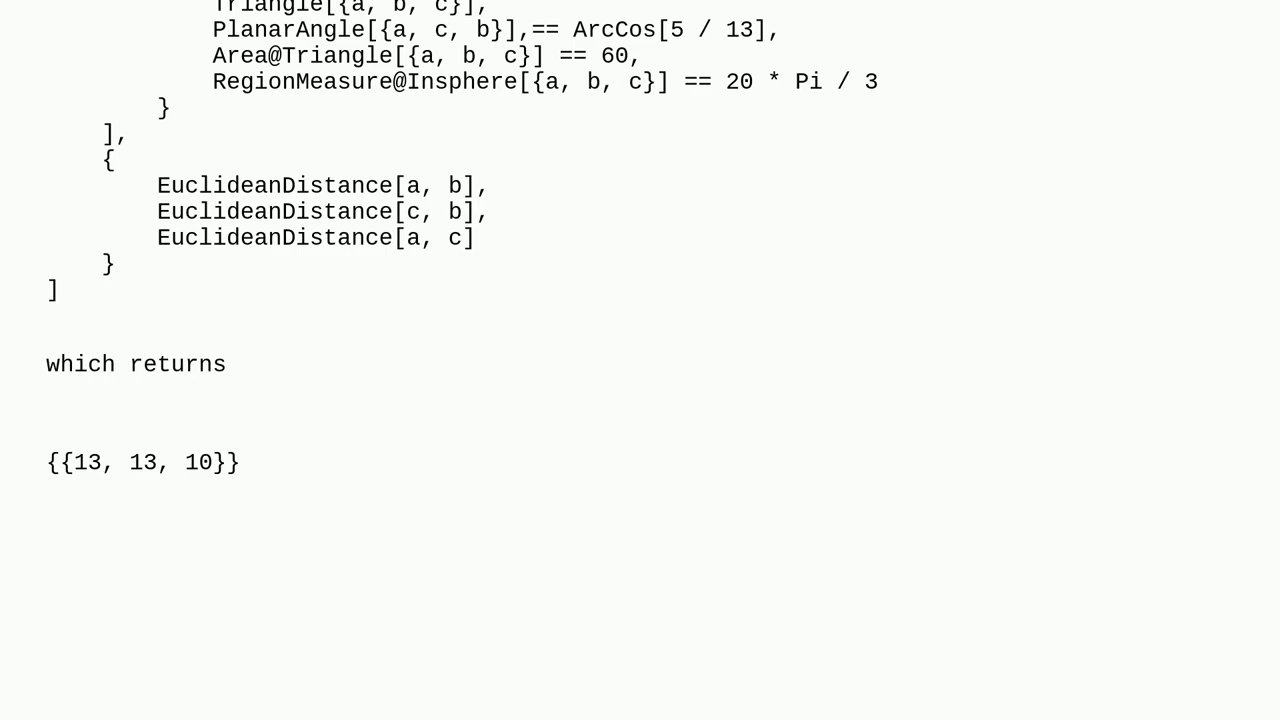 Triangle[{a, b, c}],
PlanarAngle[{a, c, b}],== ArcCos[5 / 13],
Area@Triangle[{a, b, c}] == 60,
RegionMeasure@Insphere[{a, b, c}] == 20 * Pi / 3
}
],
{
EuclideanDistance[a, b],
EuclideanDistance[c, b],
EuclideanDistance[a, c]
}
]
which returns
{{13, 13, 10}}